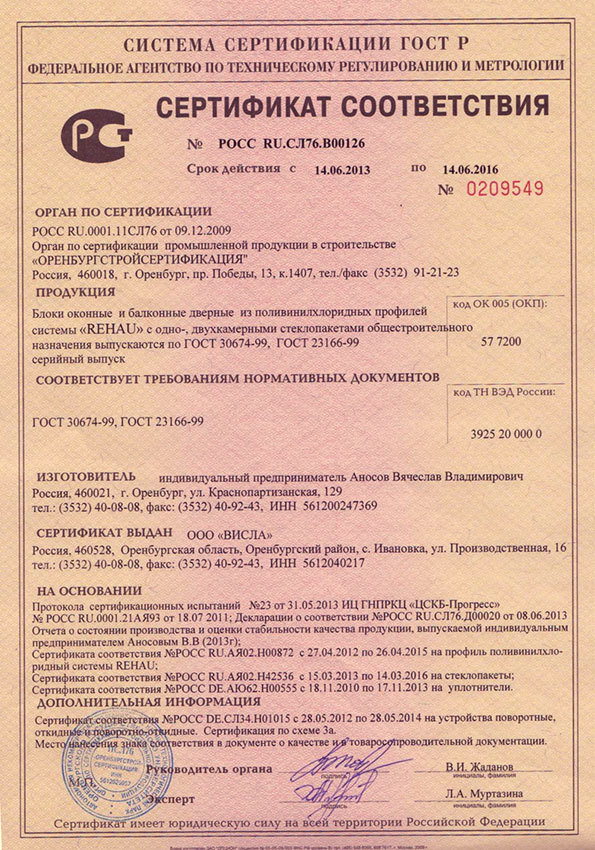 СИСТЕМА СЕРТИФИКАЦИИ ГОСТ Р
ФЕДЕРАЛЬНОЕ АГЕНТСТВО ПО ТЕХНИЧЕСКОМУ РЕГУЛИРОВАНИЮ И МЕТРОЛОГИИ
РСТ
СЕРТИФИКАТ СООТВЕТСТВИЯ
№ РОСС RU.СЛ76.В00126
Срок действия с 14.06.2013 по 14.06.2016
№ 0209549
ОРГАН ПО СЕРТИФИКАЦИИ
РОСС RU.0001.11СЛ76 от 09.12.2009
Орган по сертификации промышленной продукции в строительстве
«ОРЕНБУРГСТРОЙСЕРТИФИКАЦИЯ"
Россия, 460018, г. Оренбург, пр. Победы, 13, к.1407, тел./факс (3532) 91-21-23
ПРОДУКЦИЯ
Блоки оконные и балконные дверные из поливинилхлоридных профилей
системы «REHAU» с одно-, двухкамерными стеклопакетами общестроительного
назначения выпускаются по ГОСТ 30674-99, ГОСТ 23166-99
серийный выпуск
код ОК 005 (ОКП):
57 7200
СООТВЕТСТВУЕТ ТРЕБОВАНИЯМ НОРМАТИВНЫХ ДОКУМЕНТОВ
код ТН ВЭД России:
ГОСТ 30674-99, ГОСТ 23166-99
3925 20 000 0
ИЗГОТОВИТЕЛЬ индивидуальный предприниматель Аносов Вячеслав Владимирович
Россия, 460021, г. Оренбург, ул. Краснопартизанская, 129
тел.: (3532) 40-08-08, факс: (3532) 40-92-43, ИНН 561200247369
СЕРТИФИКАТ ВЫДАН ООО «ВИСЛА»
Россия, 460528, Оренбургская область, Оренбургский район, с. Ивановка, ул. Производственная, 16
тел.: (3532) 40-08-08, факс: (3532) 40-92-43, ИНН 5612040217
НА ОСНОВАНИИ
Протокола сертификационных испытаний №23 от 31.05.2013 ИЦ ГНПРКЦ «ЦСКБ-Прогресс»
№ РОСС RU.0001.21АЯ93 от 18.07 2011; Декларации о соответствии №РОСС RU.СЛ76.Д00020 от 08.06.2013
Отчета о состоянии производства и оценки стабильности качества продукции, выпускаемой индивидуальным
предпринимателем Аносовым В.В (2013г);
Сертификата соответствия №РОСС RU.АЯ02.Н00872 с 27.04.2012 по 26.04.2015 на профиль поливинилхло-
ридный системы REHAU;
Сертификата соответствия №РОСС RU.АЯ02.Н42536 с 15.03.2013 по 14.03.2016 на стеклопакеты;
Сертификата соответствия №РОСС DE.АЮ62.Н00555 с 18.11.2010 по 17.11.2013 на уплотнители.
ДОПОЛНИТЕЛЬНАЯ ИНФОРМАЦИЯ
Сертификат соответствия №РОСС DE.СЛ34.Н01015 с 28.05.2012 по 28.05.2014 на устройства поворотные,
откидные и поворотно-откидные. Сертификация по схеме 3а.
Место нанесения знака соответствия в документо о качестве и в товаросопроводительной документации.
М.П.
Руководитель органа
подпись
В.И. Жаданов
инициалы, фамилия
Эксперт
подпись
Л.А. Муртазина
инициалы, фамилия
Сертификат имеет юридическую силу на всей территории Российской Федерации